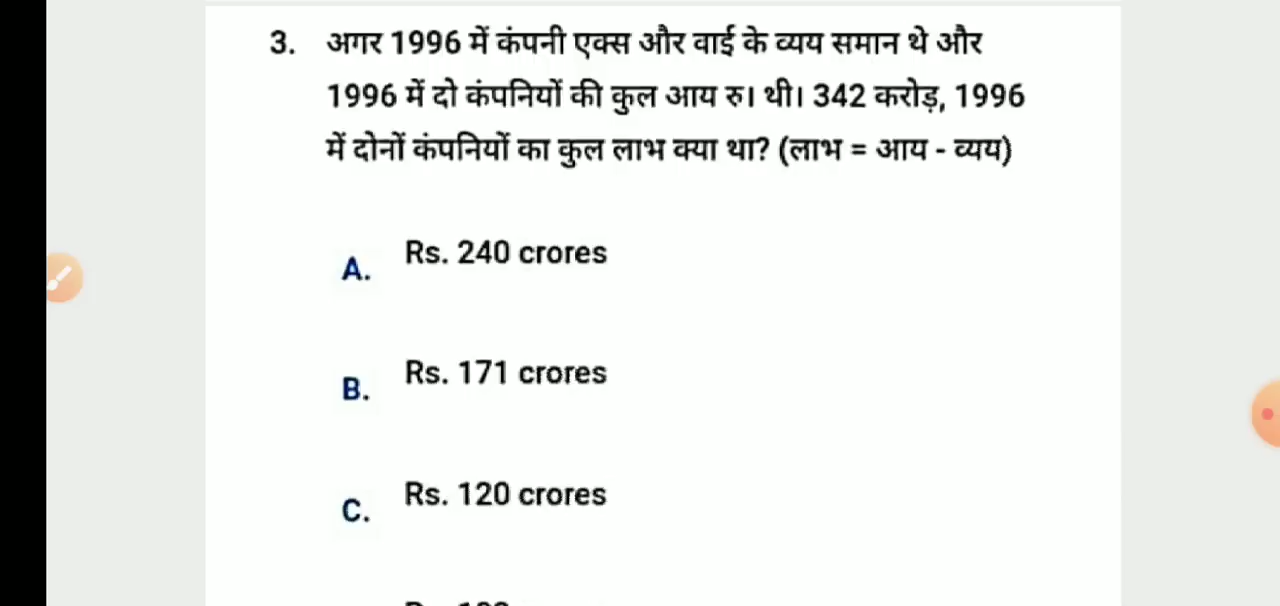 3. अगर 1996 में कंपनी एक्स और वाई के व्यय समान थे और
1996 में दो कंपनियों की कुल आय रु। थी। 342 करोड़, 1996
में दोनों कंपनियों का कुल लाभ क्या था? (लाभ = आय - व्यय)
A. Rs. 240 crores
B. Rs. 171 crores
C. Rs. 120 crores